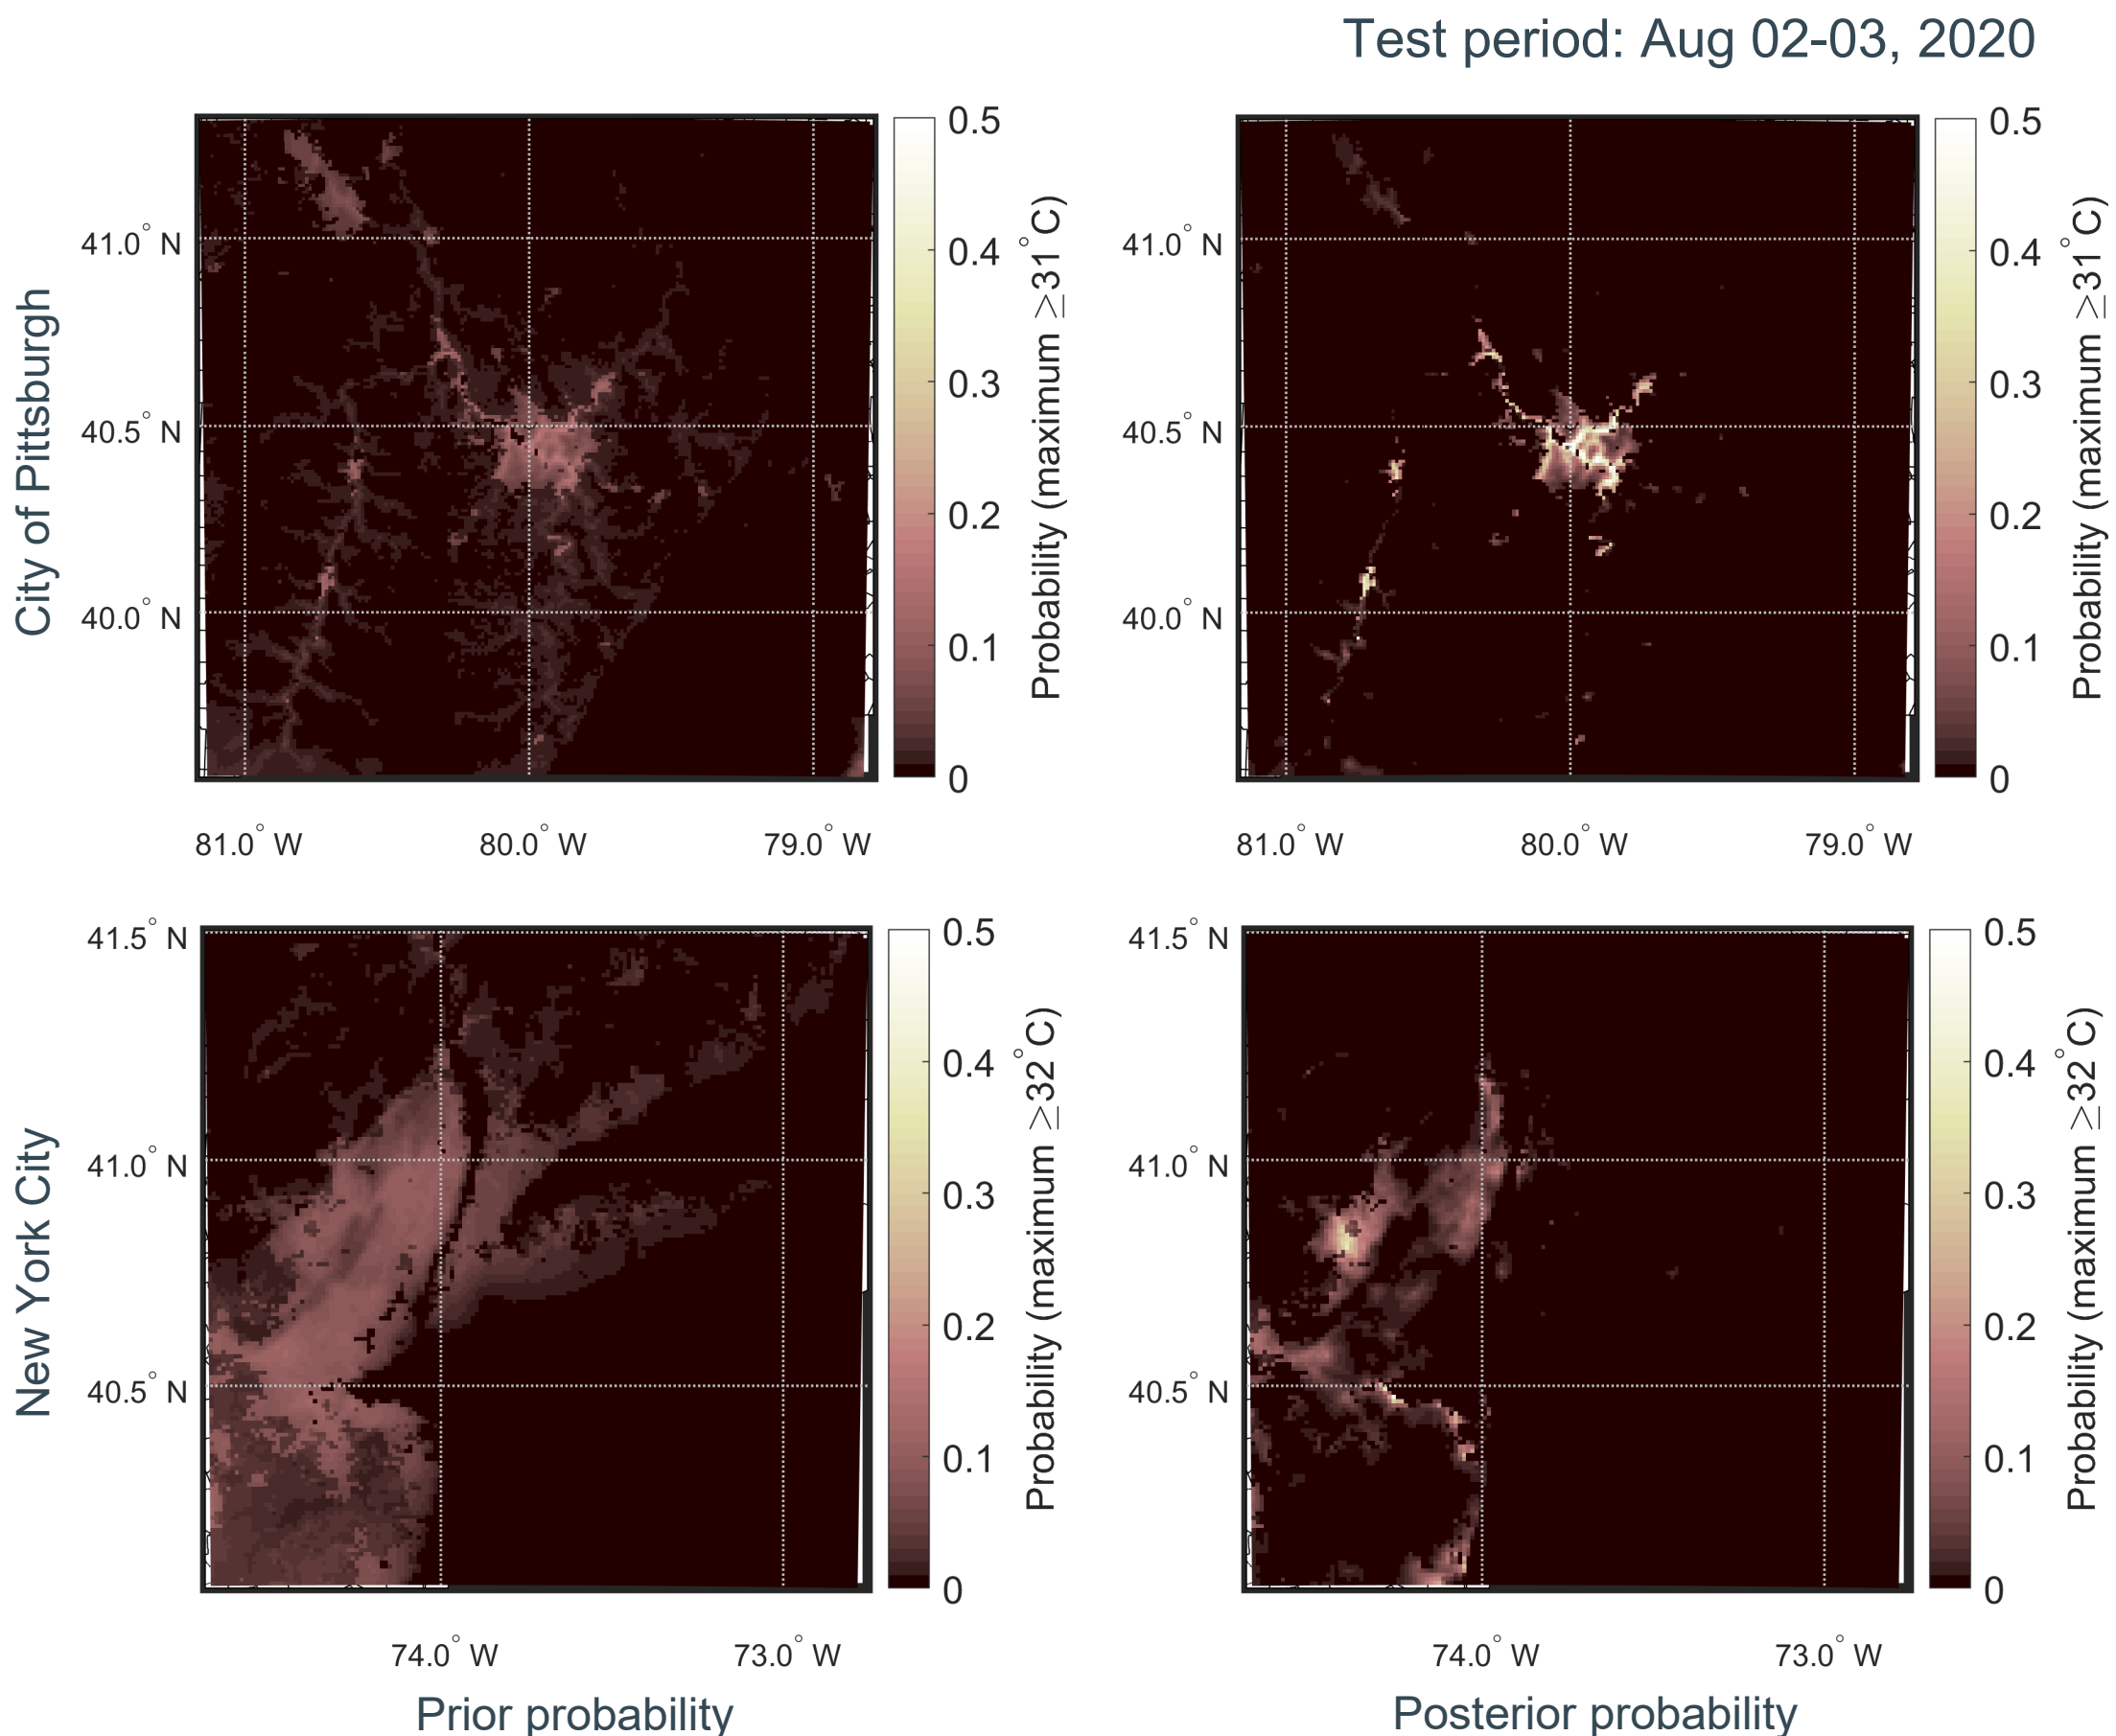 Test period: Aug 02-03, 2020
City of Pittsburgh
41.0° N
40.5° N
40.0° N
81.0° W
80.0° W
79.0° W
0.5
0.4
0.3
0.2
0.1
0
Probability (maximum ≥31°C)
41.0° N
40.5° N
40.0° N
81.0° W
80.0° W
79.0° W
0.5
0.4
0.3
0.2
0.1
0
Probability (maximum ≥31°C)
New York City
41.5° N
41.0° N
40.5° N
74.0° W
73.0° W
0.5
0.4
0.3
0.2
0.1
0
Probability (maximum ≥32°C)
41.5° N
41.0° N
40.5° N
74.0° W
73.0° W
0.5
0.4
0.3
0.2
0.1
0
Probability (maximum ≥32°C)
Prior probability
Posterior probability